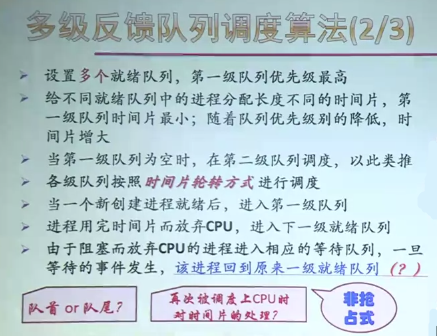 多级反馈队列调度算法(2/3)
设置多个就绪队列，第一级队列优先级最高
给不同就绪队列中的进程分配长度不同的时间片，第
一级队列时间片最小；随着队列优先级别的降低，时
间片增大
当第一级队列为空时，在第二级队列调度，以此类推
各级队列按照时间片轮转方式进行调度
当一个新创建进程就绪后，进入第一级队列
进程用完时间片而放弃CPU，进入下一级就绪队列
由于阻塞而放弃CPU的进程进入相应的等待队列，一旦
等待的事件发生，该进程回到原来一级就绪队列（？）
队首 or 队尾？
再次被调度上CPU时
对时间片的处理？
非抢
占式